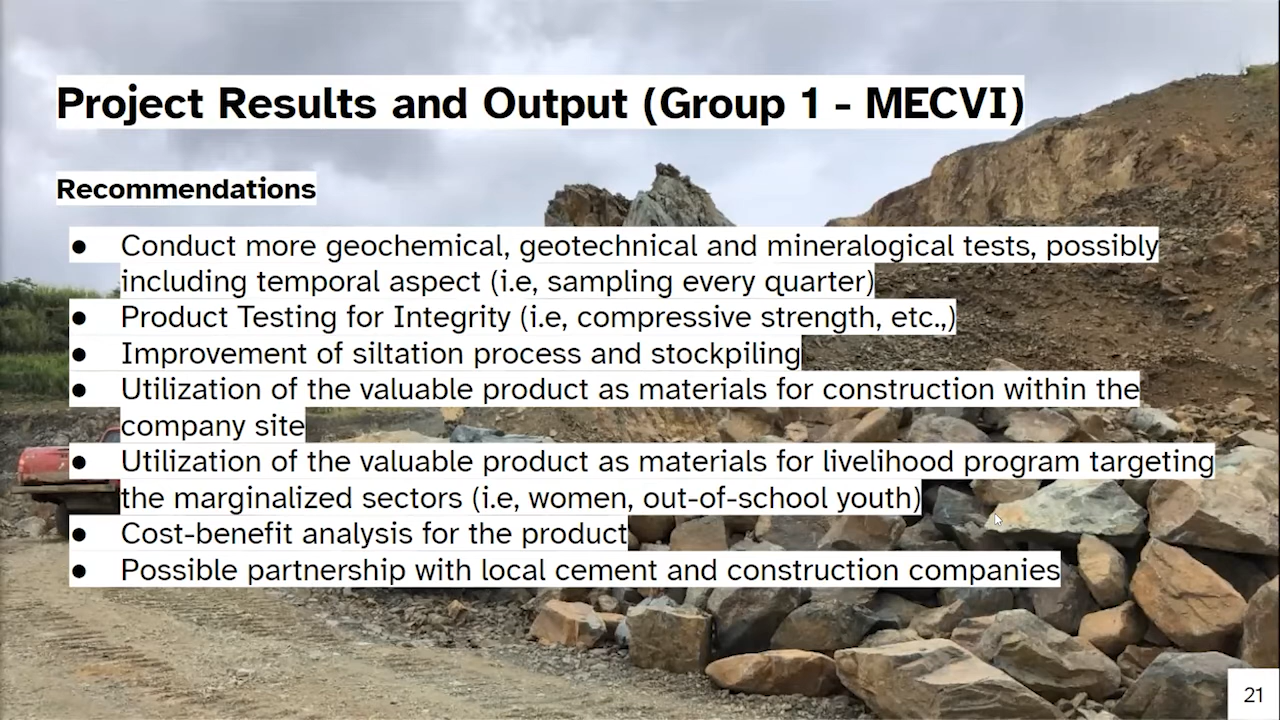 Project Results and Output (Group 1 - MECVI)
Recommendations
● Conduct more geochemical, geotechnical and mineralogical tests, possibly
including temporal aspect (i.e, sampling every quarter)
● Product Testing for Integrity (i.e, compressive strength, etc.,)
● Improvement of siltation process and stockpiling
● Utilization of the valuable product as materials for construction within the
company site
● Utilization of the valuable product as materials for livelihood program targeting
the marginalized sectors (i.e, women, out-of-school youth)
● Cost-benefit analysis for the product
● Possible partnership with local cement and construction companies
21